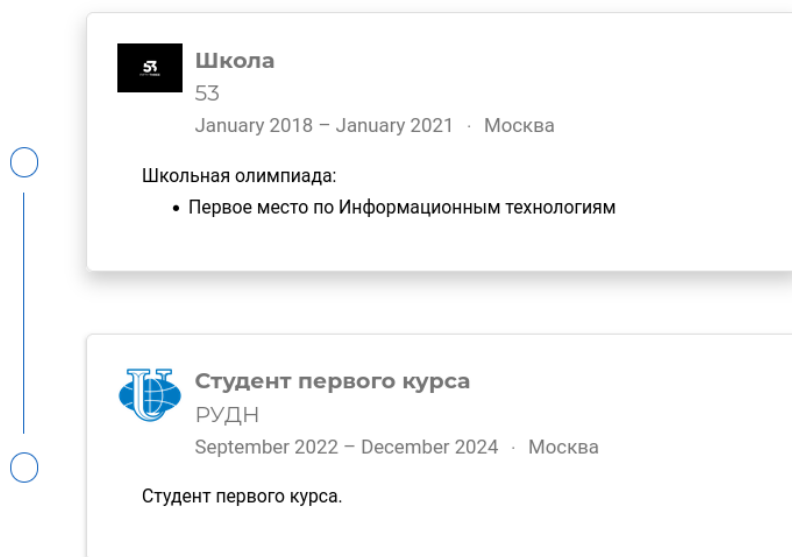 53
Школа
53
January 2018 – January 2021 · Москва
Школьная олимпиада:
• Первое место по Информационным технологиям
Студент первого курса
РУДН
September 2022 – December 2024 · Москва
Студент первого курса.